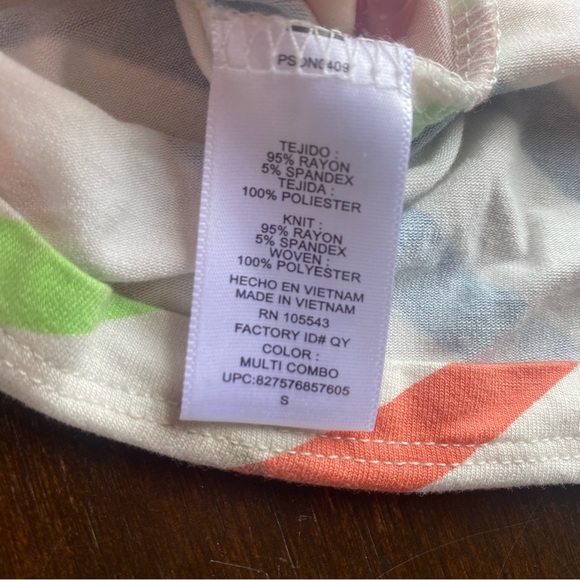 TEJIDO :
95% RAYON
5% SPANDEX
TEJIDA :
100% POLIESTER
KNIT :
95% RAYON
5% SPANDEX
WOVEN :
100% POLYESTER
HECHO EN VIETNAM
MADE IN VIETNAM
RN 105543
FACTORY ID# QY
COLOR :
MULTI COMBO
UPC:827576857605
S